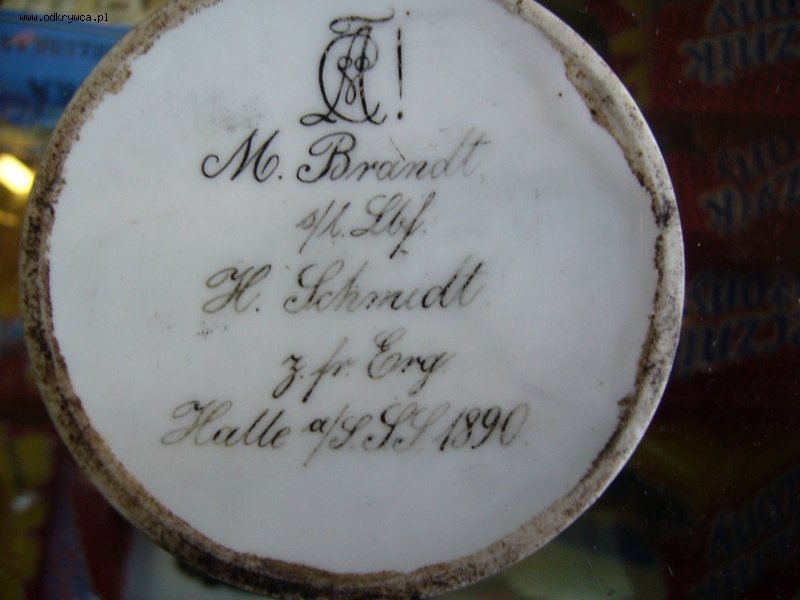 www.odkrywca.pl
!
M. Brandt
s/l. Lbf.
H. Schmidt.
z. fr. Erg.
Halle a/S. S.S. 1890.